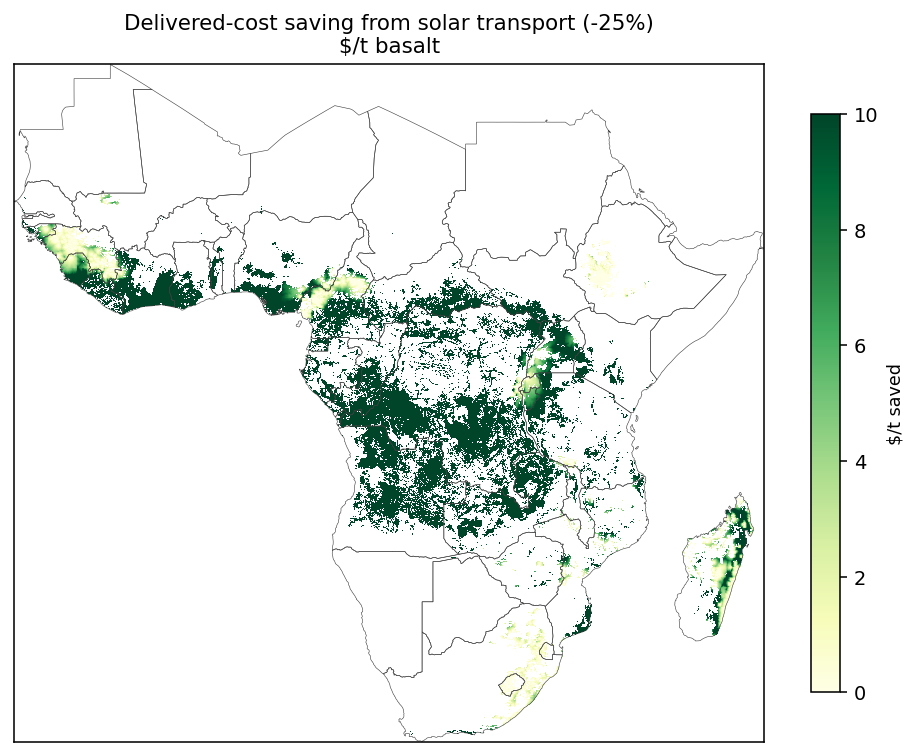 Delivered-cost saving from solar transport (-25%)
$/t basalt
10
8
6
4
2
0
$/t saved